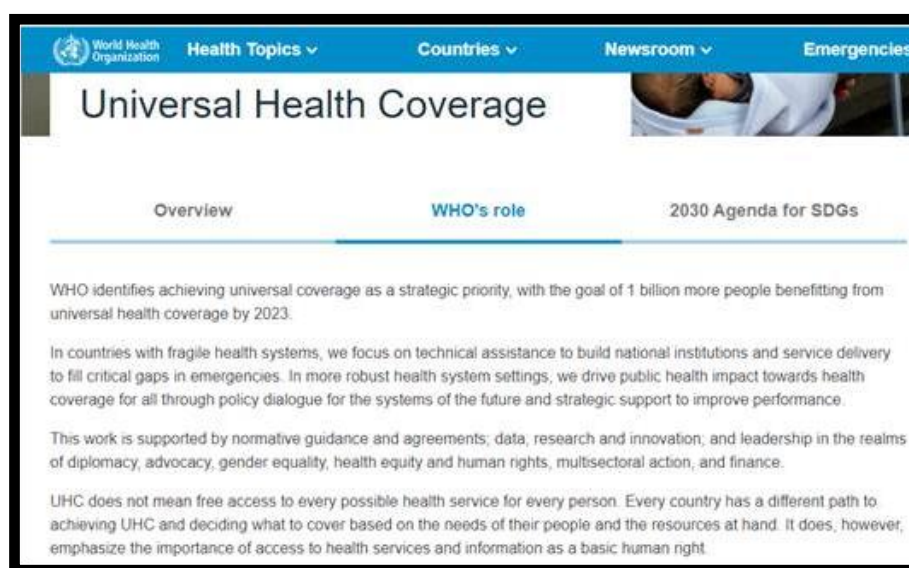 World Health Organization
Health Topics
Countries
Newsroom
Emergencies
Universal Health Coverage
Overview
WHO's role
2030 Agenda for SDGs
WHO identifies achieving universal coverage as a strategic priority, with the goal of 1 billion more people benefitting from
universal health coverage by 2023.
In countries with fragile health systems, we focus on technical assistance to build national institutions and service delivery
to fill critical gaps in emergencies. In more robust health system settings, we drive public health impact towards health
coverage for all through policy dialogue for the systems of the future and strategic support to improve performance.
This work is supported by normative guidance and agreements; data, research and innovation; and leadership in the realms
of diplomacy, advocacy, gender equality, health equity and human rights, multisectoral action, and finance.
UHC does not mean free access to every possible health service for every person. Every country has a different path to
achieving UHC and deciding what to cover based on the needs of their people and the resources at hand. It does, however,
emphasize the importance of access to health services and information as a basic human right.